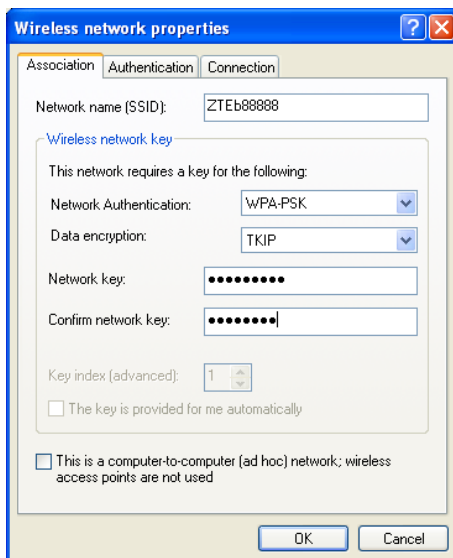 Wireless network properties
Association Authentication Connection
Network name (SSID): ZTEb88888
Wireless network key
This network requires a key for the following:
Network Authentication: WPA-PSK
Data encryption: TKIP
Network key: •••••••••
Confirm network key: ••••••••
Key index (advanced): 1
The key is provided for me automatically
This is a computer-to-computer (ad hoc) network; wireless
access points are not used
OK Cancel